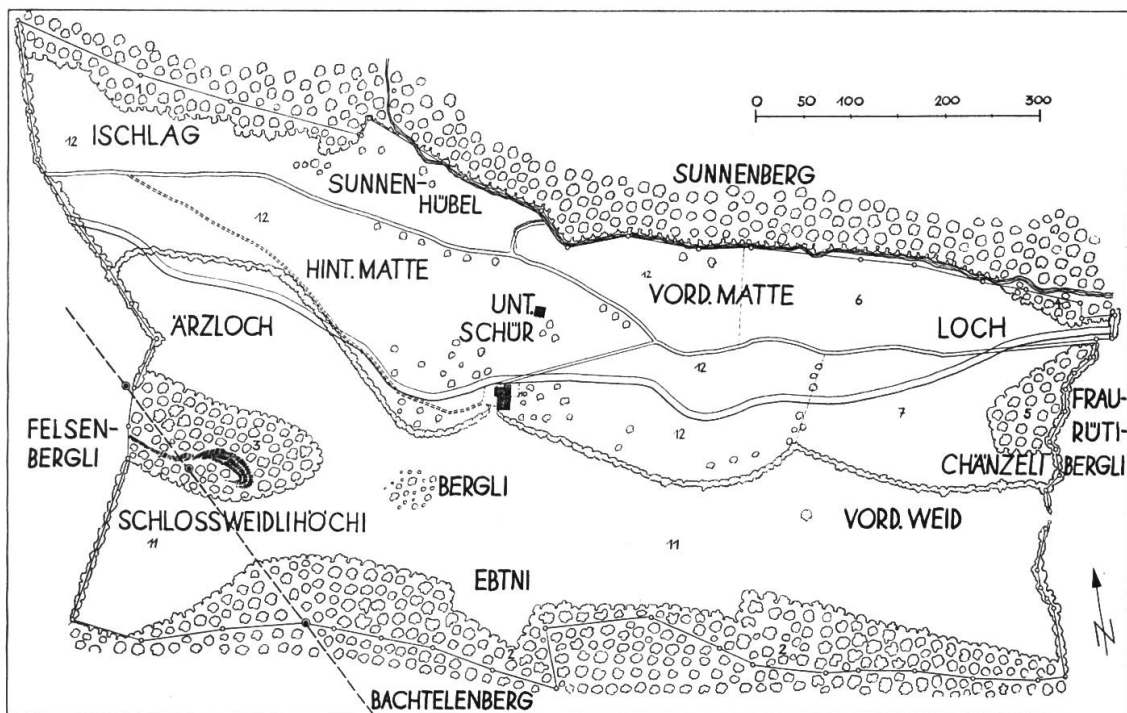 0 50 100 200 300
1
12 ISCHLAG
SUNNENBERG
SUNNEN-
HÜBEL
12
HINT. MATTE
12
VORD. MATTE
6
UNT.
SCHÜR
LOCH
ÄRZLOCH
12
7
5
FRAU-
RÜTI-
BERGLI
FELSEN-
BERGLI
3
12
CHÄNZELI
BERGLI
SCHLOSSWEIDLIHÖCHI
VORD. WEID
11
11
EBTNI
2
2
BACHTELENBERG
N